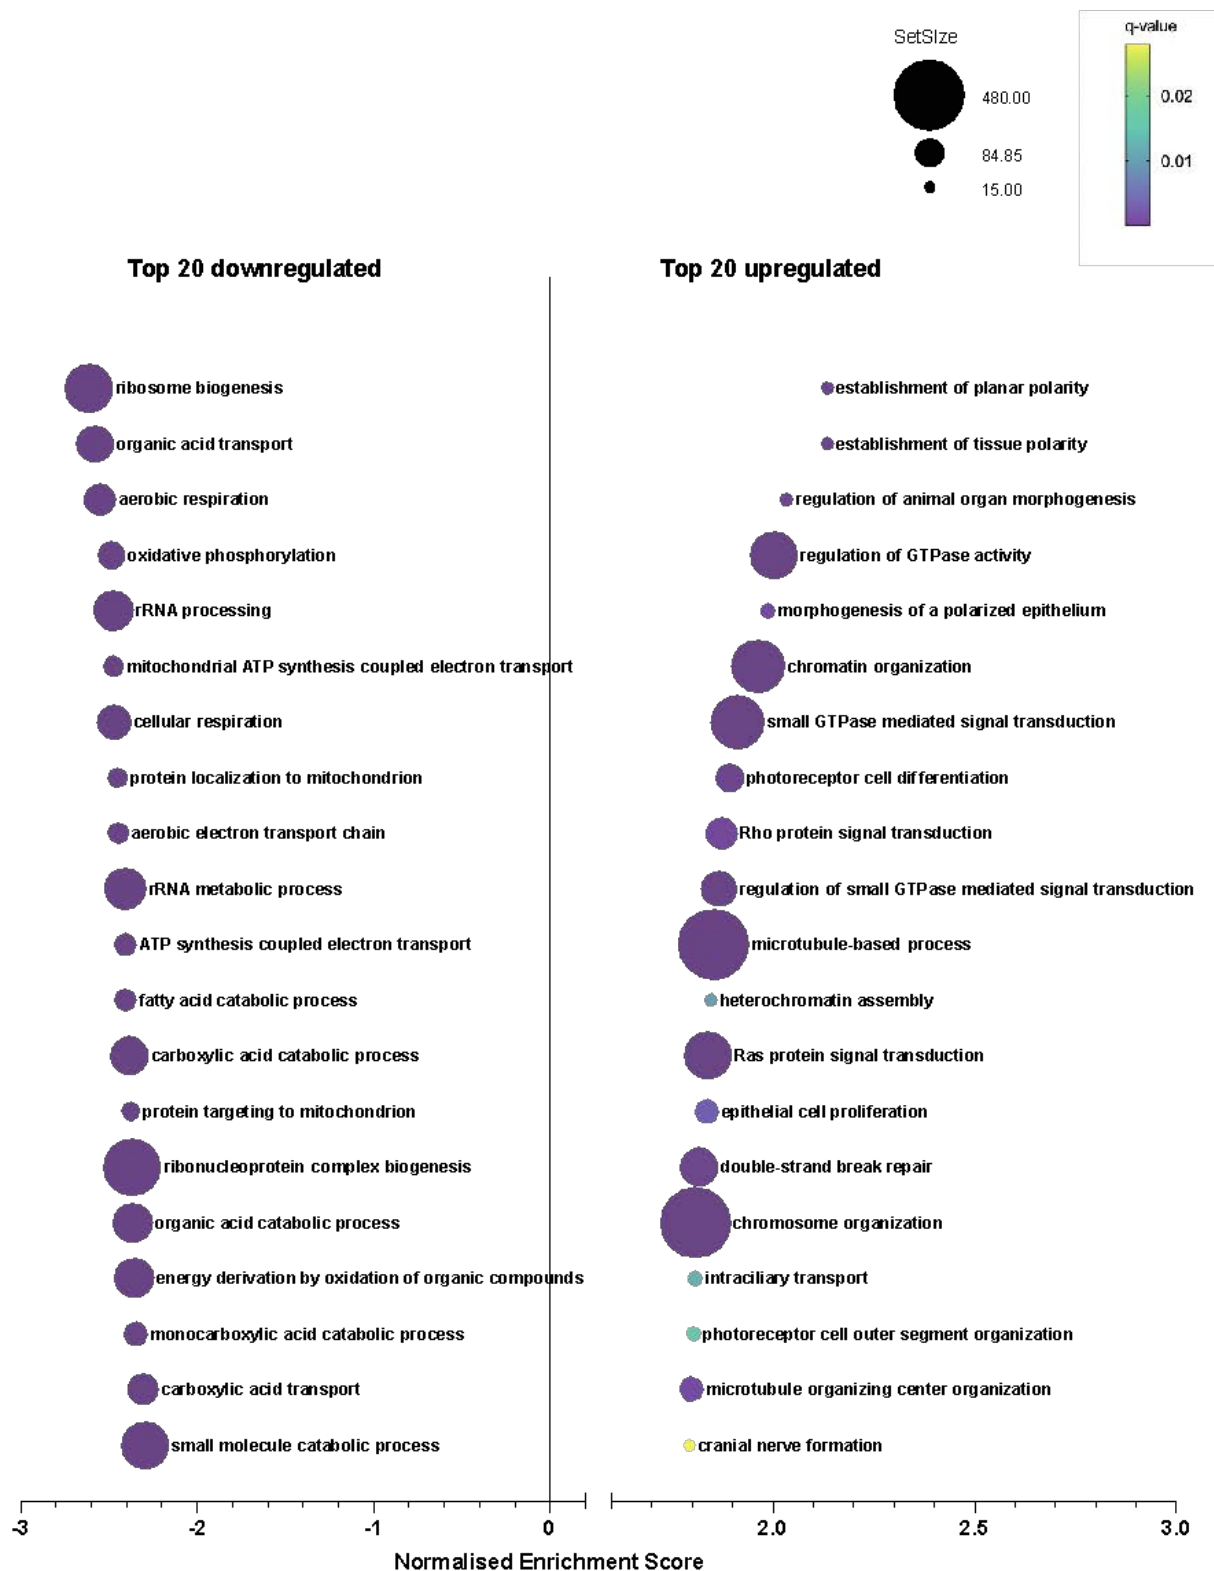 SetSIze
q-value
480.00
84.85
15.00
0.02
0.01
Top 20 downregulated
Top 20 upregulated
ribosome biogenesis
organic acid transport
aerobic respiration
oxidative phosphorylation
rRNA processing
mitochondrial ATP synthesis coupled electron transport
cellular respiration
protein localization to mitochondrion
aerobic electron transport chain
rRNA metabolic process
ATP synthesis coupled electron transport
fatty acid catabolic process
carboxylic acid catabolic process
protein targeting to mitochondrion
ribonucleoprotein complex biogenesis
organic acid catabolic process
energy derivation by oxidation of organic compounds
monocarboxylic acid catabolic process
carboxylic acid transport
small molecule catabolic process
establishment of planar polarity
establishment of tissue polarity
regulation of animal organ morphogenesis
regulation of GTPase activity
morphogenesis of a polarized epithelium
chromatin organization
small GTPase mediated signal transduction
photoreceptor cell differentiation
Rho protein signal transduction
regulation of small GTPase mediated signal transduction
microtubule-based process
heterochromatin assembly
Ras protein signal transduction
epithelial cell proliferation
double-strand break repair
chromosome organization
intraciliary transport
photoreceptor cell outer segment organization
microtubule organizing center organization
cranial nerve formation
-3 -2 -1 0 2.0 2.5 3.0
Normalised Enrichment Score